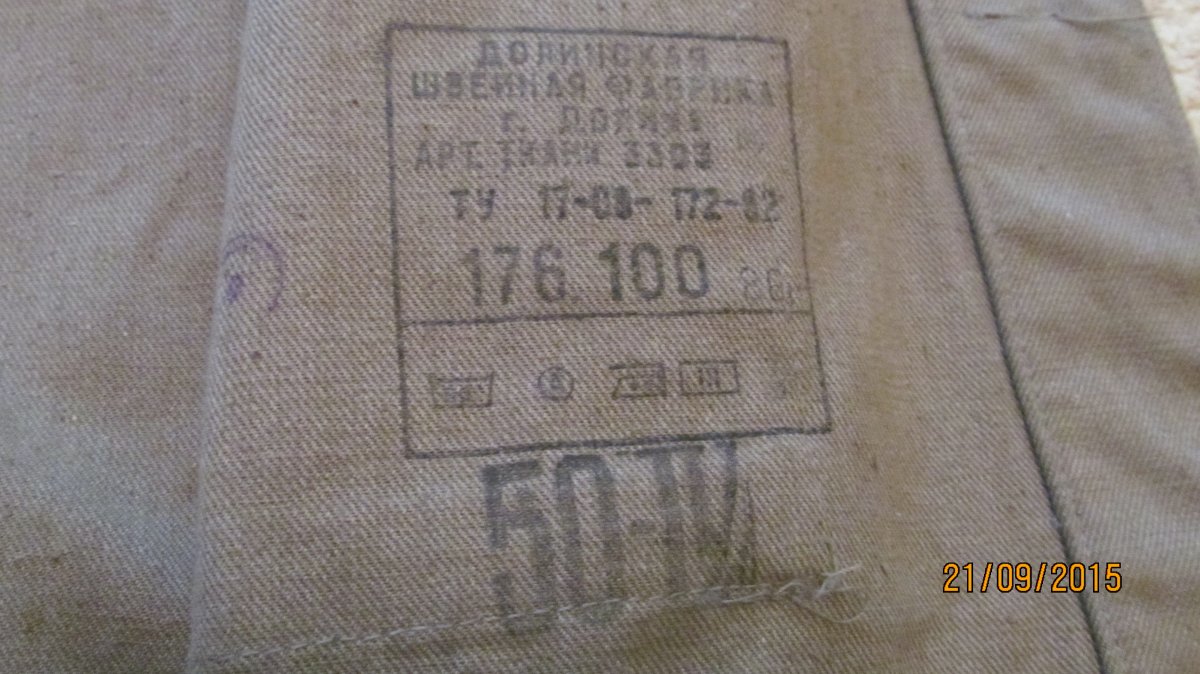 ДОЛИНСКАЯ
ШВЕЙНАЯ ФАБРИКА
г. ДОЛИНА
АРТ. ТКАНИ 3303
ТУ 17-08-172-82
176.100
50-IV
21/09/2015